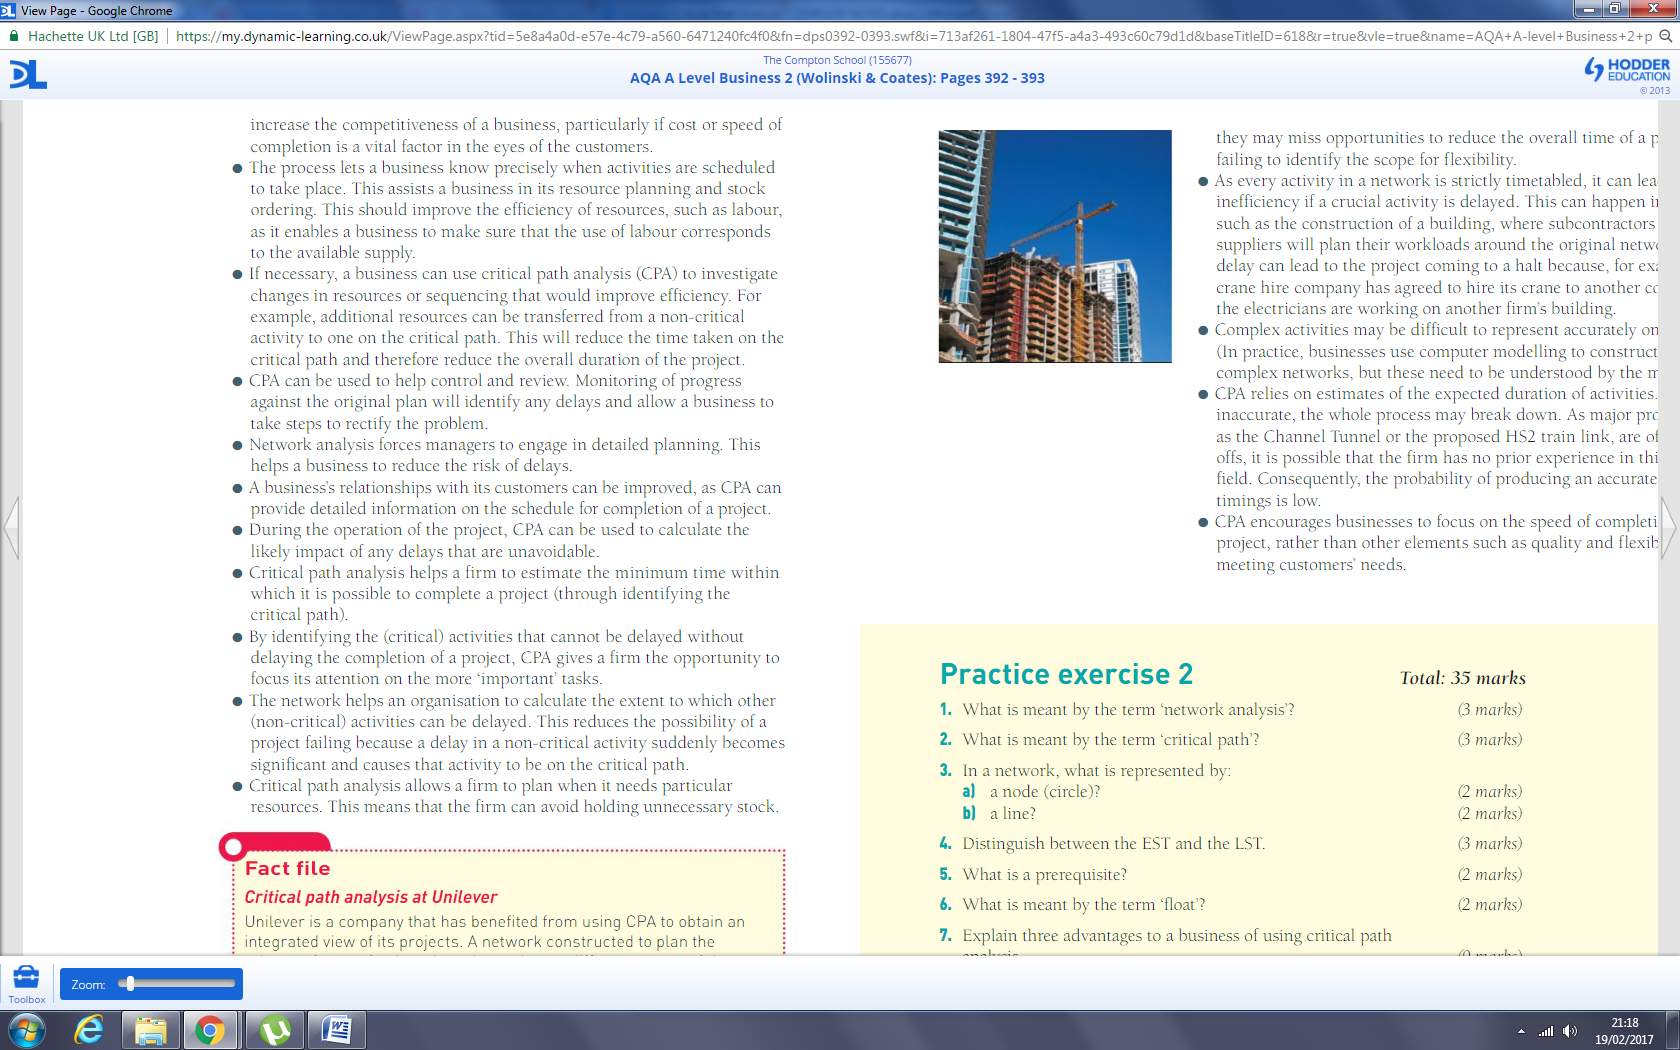 View Page - Google Chrome
Hachette UK Ltd [GB]
https://my.dynamic-learning.co.uk/ViewPage.aspx?tid=5e8a4a0d-e57e-4c79-a560-6471240fc4f0&fn=dps0392-0393.swf&i=713af261-1804-47f5-a4a3-493c60c79d1d&baseTitleID=618&r=true&vle=true&name=AQA+A-level+Business+2+p
DL
The Compton School (155677)
AQA A Level Business 2 (Wolinski & Coates): Pages 392 - 393
HODDER
EDUCATION
© 2013
increase the competitiveness of a business, particularly if cost or speed of
completion is a vital factor in the eyes of the customers.
● The process lets a business know precisely when activities are scheduled
to take place. This assists a business in its resource planning and stock
ordering. This should improve the efficiency of resources, such as labour,
as it enables a business to make sure that the use of labour corresponds
to the available supply.
● If necessary, a business can use critical path analysis (CPA) to investigate
changes in resources or sequencing that would improve efficiency. For
example, additional resources can be transferred from a non-critical
activity to one on the critical path. This will reduce the time taken on the
critical path and therefore reduce the overall duration of the project.
● CPA can be used to help control and review. Monitoring of progress
against the original plan will identify any delays and allow a business to
take steps to rectify the problem.
● Network analysis forces managers to engage in detailed planning. This
helps a business to reduce the risk of delays.
● A business's relationships with its customers can be improved, as CPA can
provide detailed information on the schedule for completion of a project.
● During the operation of the project, CPA can be used to calculate the
likely impact of any delays that are unavoidable.
● Critical path analysis helps a firm to estimate the minimum time within
which it is possible to complete a project (through identifying the
critical path).
● By identifying the (critical) activities that cannot be delayed without
delaying the completion of a project, CPA gives a firm the opportunity to
focus its attention on the more 'important' tasks.
● The network helps an organisation to calculate the extent to which other
(non-critical) activities can be delayed. This reduces the possibility of a
project failing because a delay in a non-critical activity suddenly becomes
significant and causes that activity to be on the critical path.
● Critical path analysis allows a firm to plan when it needs particular
resources. This means that the firm can avoid holding unnecessary stock.
Fact file
Critical path analysis at Unilever
Unilever is a company that has benefited from using CPA to obtain an
integrated view of its projects. A network constructed to plan the
they may miss opportunities to reduce the overall time of a p
failing to identify the scope for flexibility.
● As every activity in a network is strictly timetabled, it can lea
inefficiency if a crucial activity is delayed. This can happen i
such as the construction of a building, where subcontractors
suppliers will plan their workloads around the original netw
delay can lead to the project coming to a halt because, for exa
crane hire company has agreed to hire its crane to another co
the electricians are working on another firm's building.
● Complex activities may be difficult to represent accurately on
(In practice, businesses use computer modelling to construct
complex networks, but these need to be understood by the m
● CPA relies on estimates of the expected duration of activities.
inaccurate, the whole process may break down. As major pro
as the Channel Tunnel or the proposed HS2 train link, are of
offs, it is possible that the firm has no prior experience in thi
field. Consequently, the probability of producing an accurate
timings is low.
● CPA encourages businesses to focus on the speed of completi
project, rather than other elements such as quality and flexib
meeting customers' needs.
Practice exercise 2 Total: 35 marks
1. What is meant by the term 'network analysis'? (3 marks)
2. What is meant by the term 'critical path'? (3 marks)
3. In a network, what is represented by:
a) a node (circle)? (2 marks)
b) a line? (2 marks)
4. Distinguish between the EST and the LST. (3 marks)
5. What is a prerequisite? (2 marks)
6. What is meant by the term 'float'? (2 marks)
7. Explain three advantages to a business of using critical path
Toolbox
Zoom:
21:18
19/02/2017